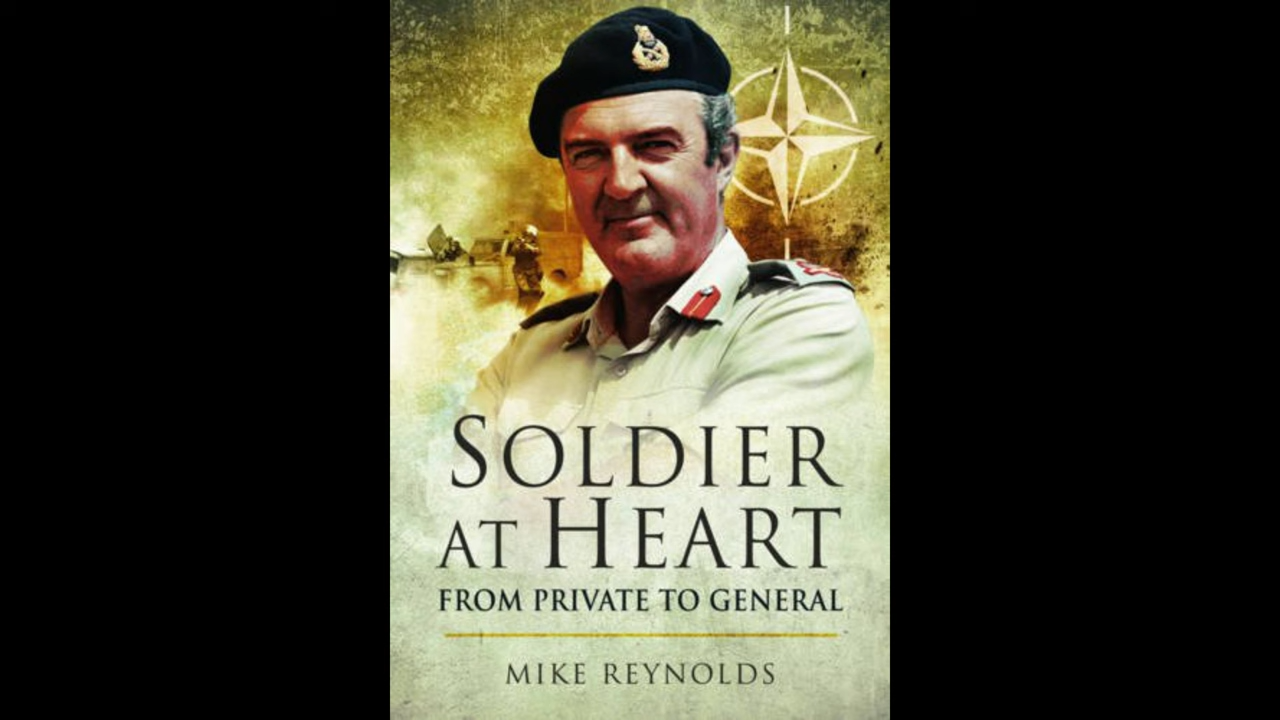 SOLDIER
AT HEART
FROM PRIVATE TO GENERAL
MIKE REYNOLDS